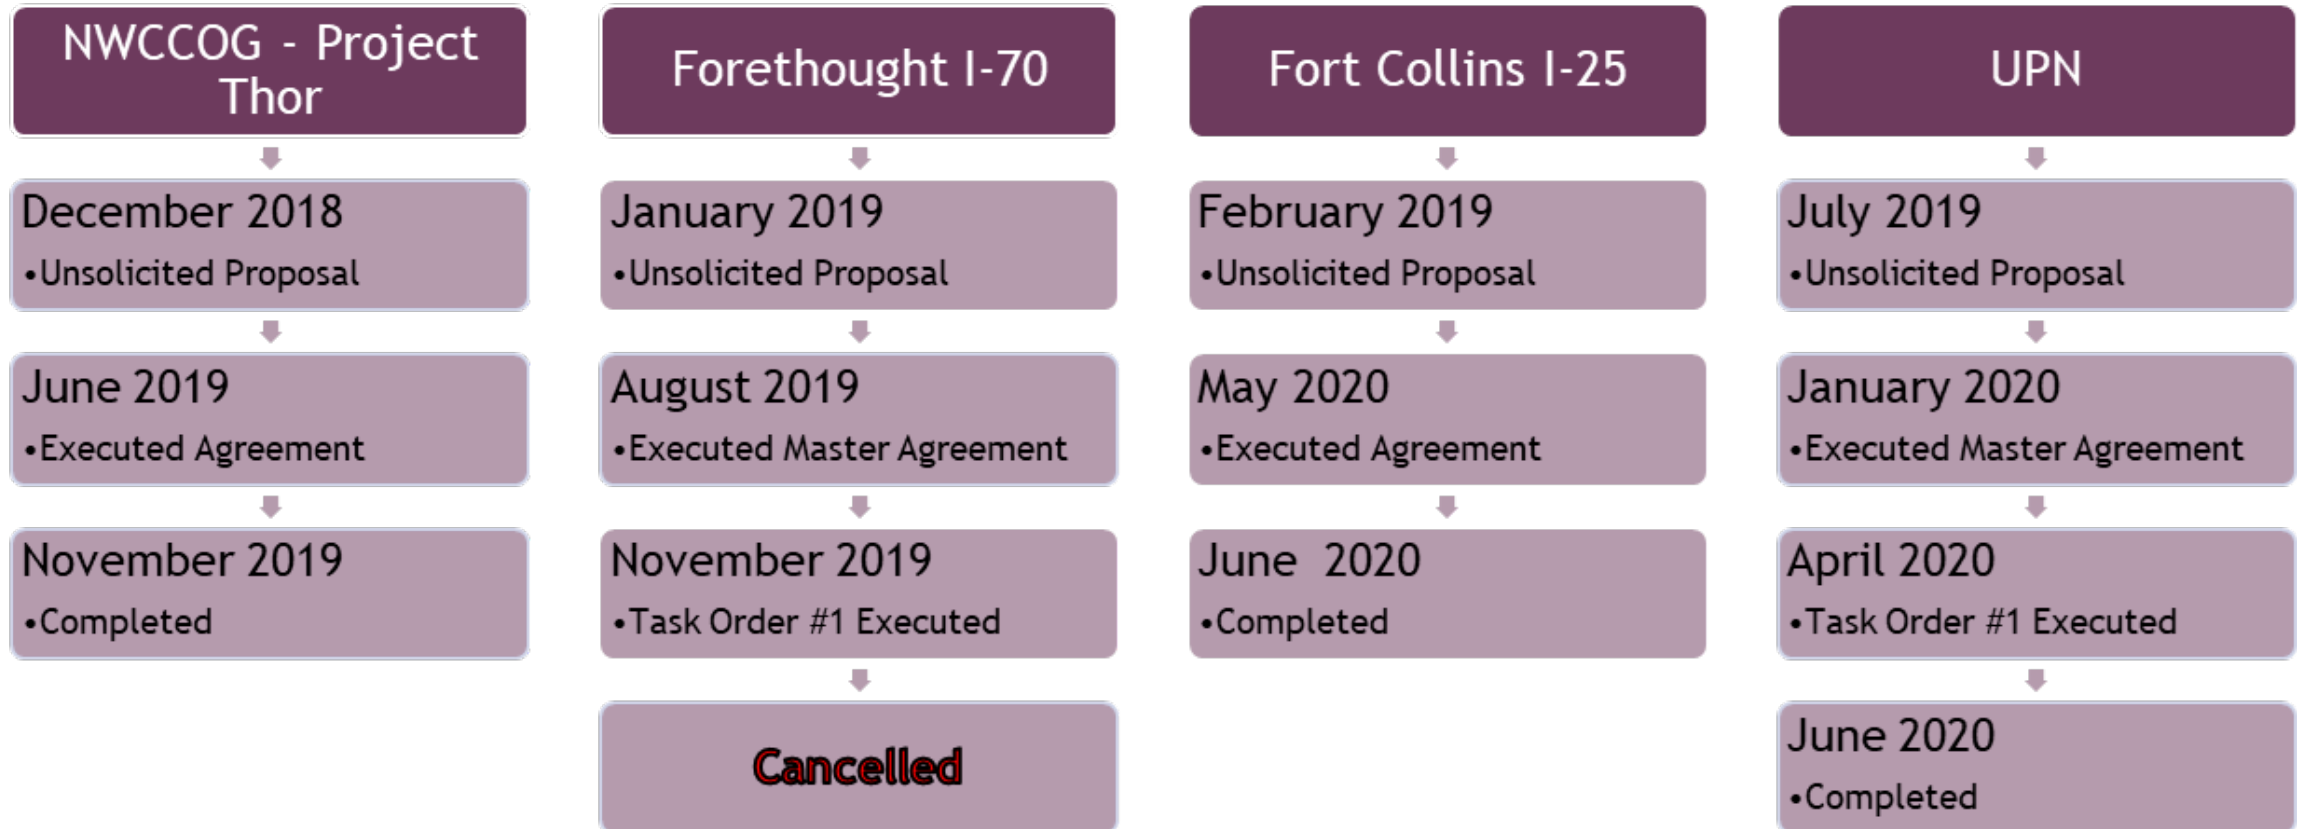 NWCCOG - Project
Thor
December 2018
•Unsolicited Proposal
June 2019
•Executed Agreement
November 2019
•Completed
Forethought I-70
January 2019
•Unsolicited Proposal
August 2019
•Executed Master Agreement
November 2019
•Task Order #1 Executed
Cancelled
Fort Collins I-25
February 2019
•Unsolicited Proposal
May 2020
•Executed Agreement
June  2020
•Completed
UPN
July 2019
•Unsolicited Proposal
January 2020
•Executed Master Agreement
April 2020
•Task Order #1 Executed
June 2020
•Completed